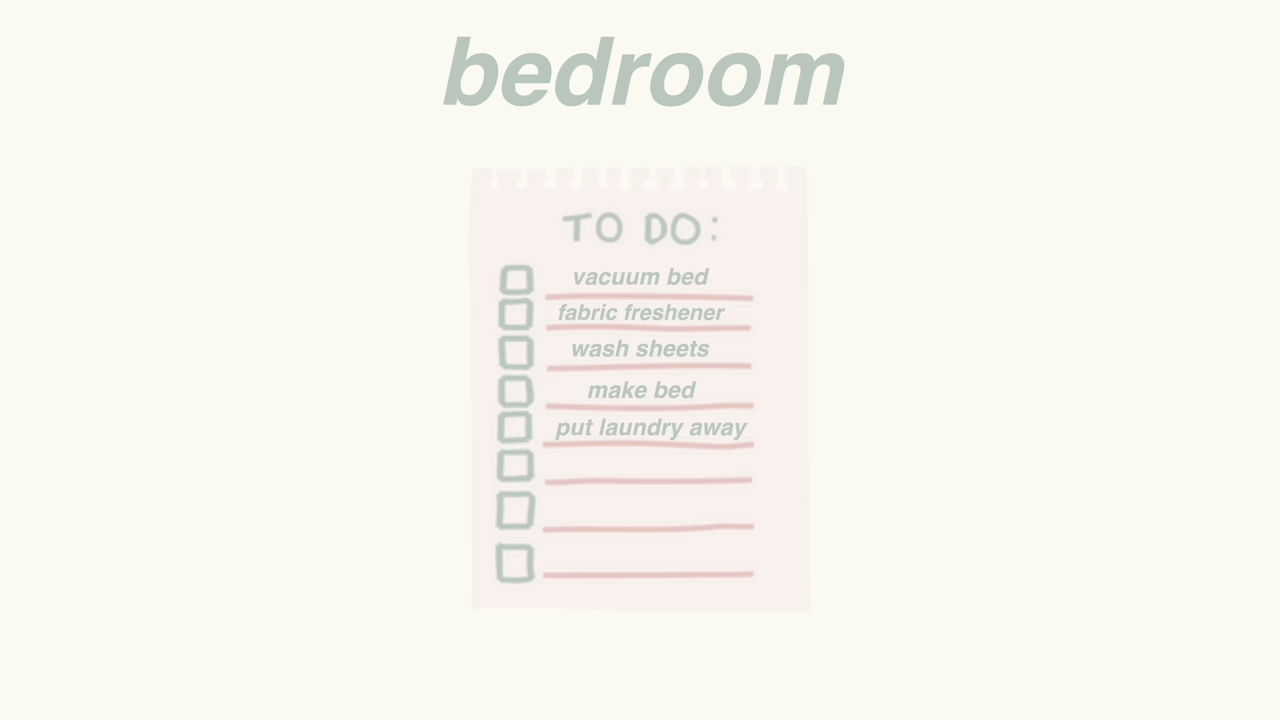 bedroom
TO DO:
vacuum bed
fabric freshener
wash sheets
make bed
put laundry away